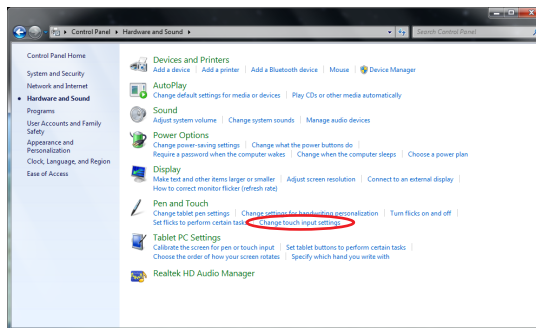 Control Panel ▸ Hardware and Sound ▸
Search Control Panel
Control Panel Home
System and Security
Network and Internet
Hardware and Sound
Programs
User Accounts and Family
Safety
Appearance and
Personalization
Clock, Language, and Region
Ease of Access
Devices and Printers
Add a device | Add a printer | Add a Bluetooth device | Mouse | Device Manager
AutoPlay
Change default settings for media or devices | Play CDs or other media automatically
Sound
Adjust system volume | Change system sounds | Manage audio devices
Power Options
Change power-saving settings | Change what the power buttons do |
Require a password when the computer wakes | Change when the computer sleeps | Choose a power plan
Display
Make text and other items larger or smaller | Adjust screen resolution | Connect to an external display |
How to correct monitor flicker (refresh rate)
Pen and Touch
Change tablet pen settings | Change settings for handwriting personalization | Turn flicks on and off |
Set flicks to perform certain tasks | Change touch input settings
Tablet PC Settings
Calibrate the screen for pen or touch input | Set tablet buttons to perform certain tasks |
Choose the order of how your screen rotates | Specify which hand you write with
Realtek HD Audio Manager